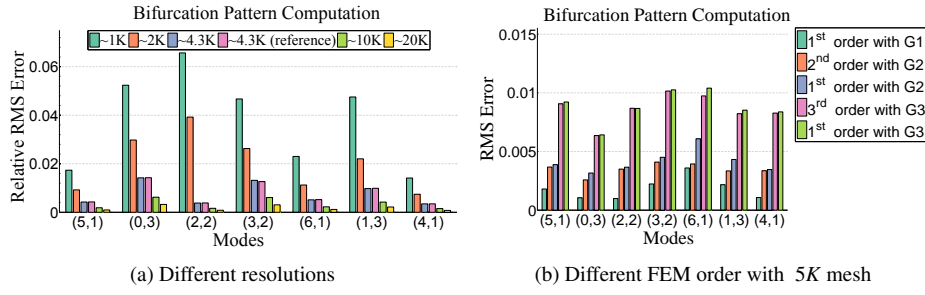 Bifurcation Pattern Computation
~1K ~2K ~4.3K ~4.3K (reference) ~10K ~20K
Relative RMS Error
0.06
0.04
0.02
0
(5,1) (0,3) (2,2) (3,2) (6,1) (1,3) (4,1)
Modes
(a) Different resolutions
Bifurcation Pattern Computation
RMS Error
0.015
0.01
0.005
0
(5,1) (0,3) (2,2) (3,2) (6,1) (1,3) (4,1)
Modes
1st order with G1
2nd order with G2
1st order with G2
3rd order with G3
1st order with G3
(b) Different FEM order with 5K mesh